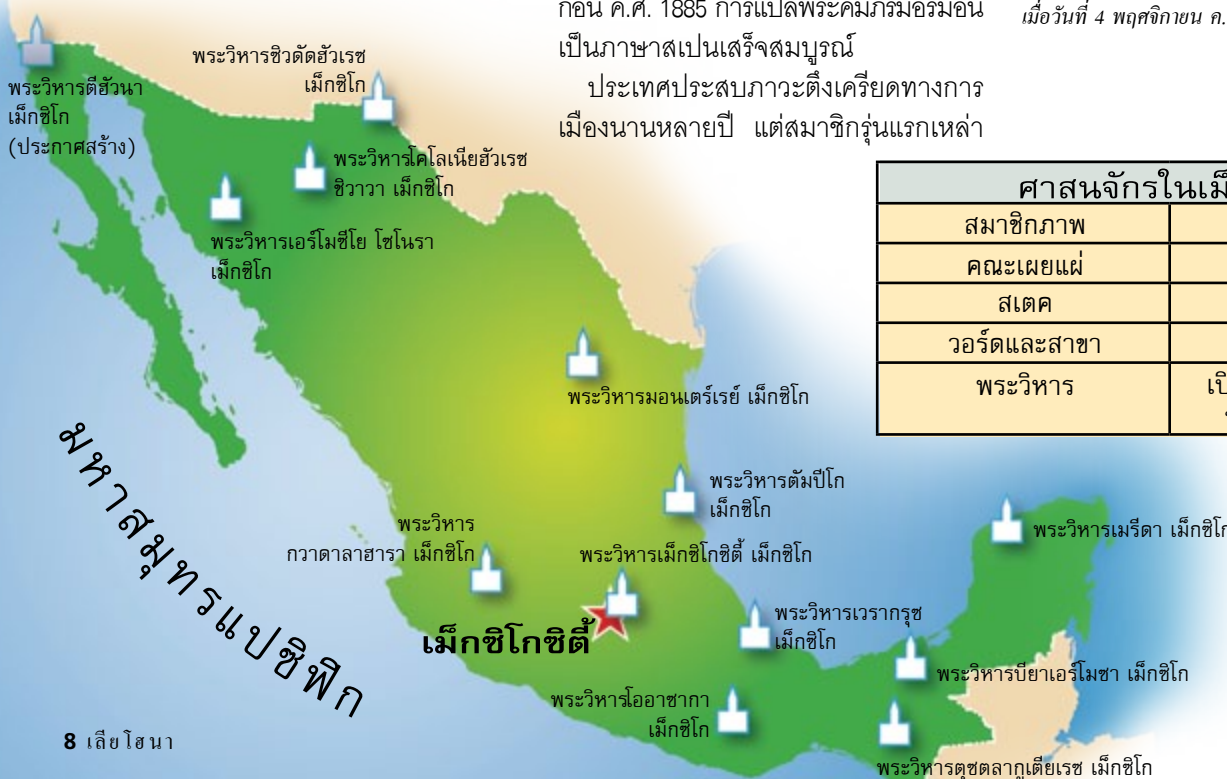 ก่อน ค.ศ. 1885 การแปลพระคัมภีร์มอรมอน
เป็นภาษาสเปนเสร็จสมบูรณ์
ประเทศประสบภาวะตึงเครียดทางการ
เมืองนานหลายปี แต่สมาชิกรุ่นแรกเหล่า
เมื่อวันที่ 4 พฤศจิกายน ค.
พระวิหารตีฮัวนา
เม็กซิโก
(ประกาศสร้าง)
พระวิหารซิวดัดฮัวเรซ
เม็กซิโก
พระวิหารโคโลเนียฮัวเรซ
ชิวาวา เม็กซิโก
พระวิหารเอร์โมซีโย โซโนรา
เม็กซิโก
ศาสนจักรในเม็
สมาชิกภาพ
คณะเผยแผ่
สเตค
วอร์ดและสาขา
พระวิหาร
พระวิหารมอนเตร์เรย์ เม็กซิโก
พระวิหารตัมปีโก
เม็กซิโก
พระวิหาร
กวาดาลาฮารา เม็กซิโก
พระวิหารเม็กซิโกซิตี้ เม็กซิโก
พระวิหารเมรีดา เม็กซิโก
เม็กซิโกซิตี้
พระวิหารเวรากรุซ
เม็กซิโก
พระวิหารบียาเอร์โมซา เม็กซิโก
พระวิหารโออาซากา
เม็กซิโก
พระวิหารตุซตลากูเตียเรซ เม็กซิโก
มหาสมุทรแปซิฟิก
8 เลียโฮนา